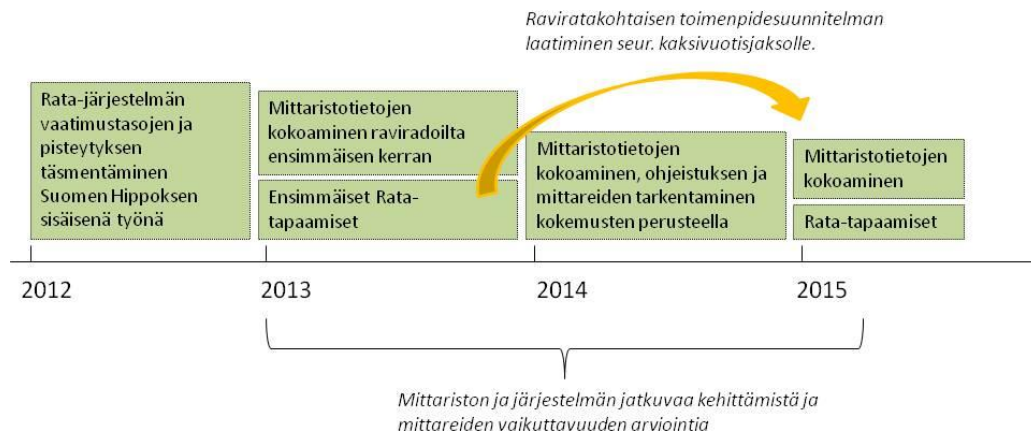 Raviratakohtaisen toimenpidesuunnitelman
laatiminen seur. kaksivuotisjaksolle.
Rata-järjestelmän
vaatimustasojen ja
pisteytyksen
täsmentäminen
Suomen Hippoksen
sisäisenä työnä
Mittaristotietojen
kokoaminen raviradoilta
ensimmäisen kerran
Ensimmäiset Rata-
tapaamiset
Mittaristotietojen
kokoaminen, ohjeistuksen ja
mittareiden tarkentaminen
kokemusten perusteella
Mittaristotietojen
kokoaminen
Rata-tapaamiset
2012
2013
2014
2015
Mittariston ja järjestelmän jatkuvaa kehittämistä ja
mittareiden vaikuttavuuden arviointia